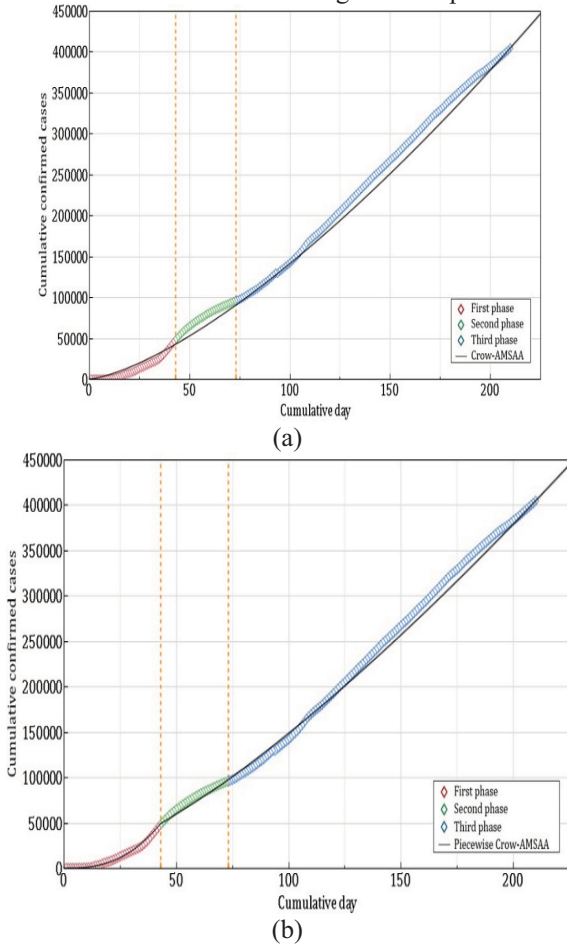 450000
400000
350000
300000
250000
200000
150000
100000
50000
0
Cumulative confirmed cases
First phase
Second phase
Third phase
Crow-AMSAA
0 50 100 150 200
Cumulative day
(a)
450000
400000
350000
300000
250000
200000
150000
100000
50000
0
Cumulative confirmed cases
First phase
Second phase
Third phase
Piecewise Crow-AMSAA
0 50 100 150 200
Cumulative day
(b)